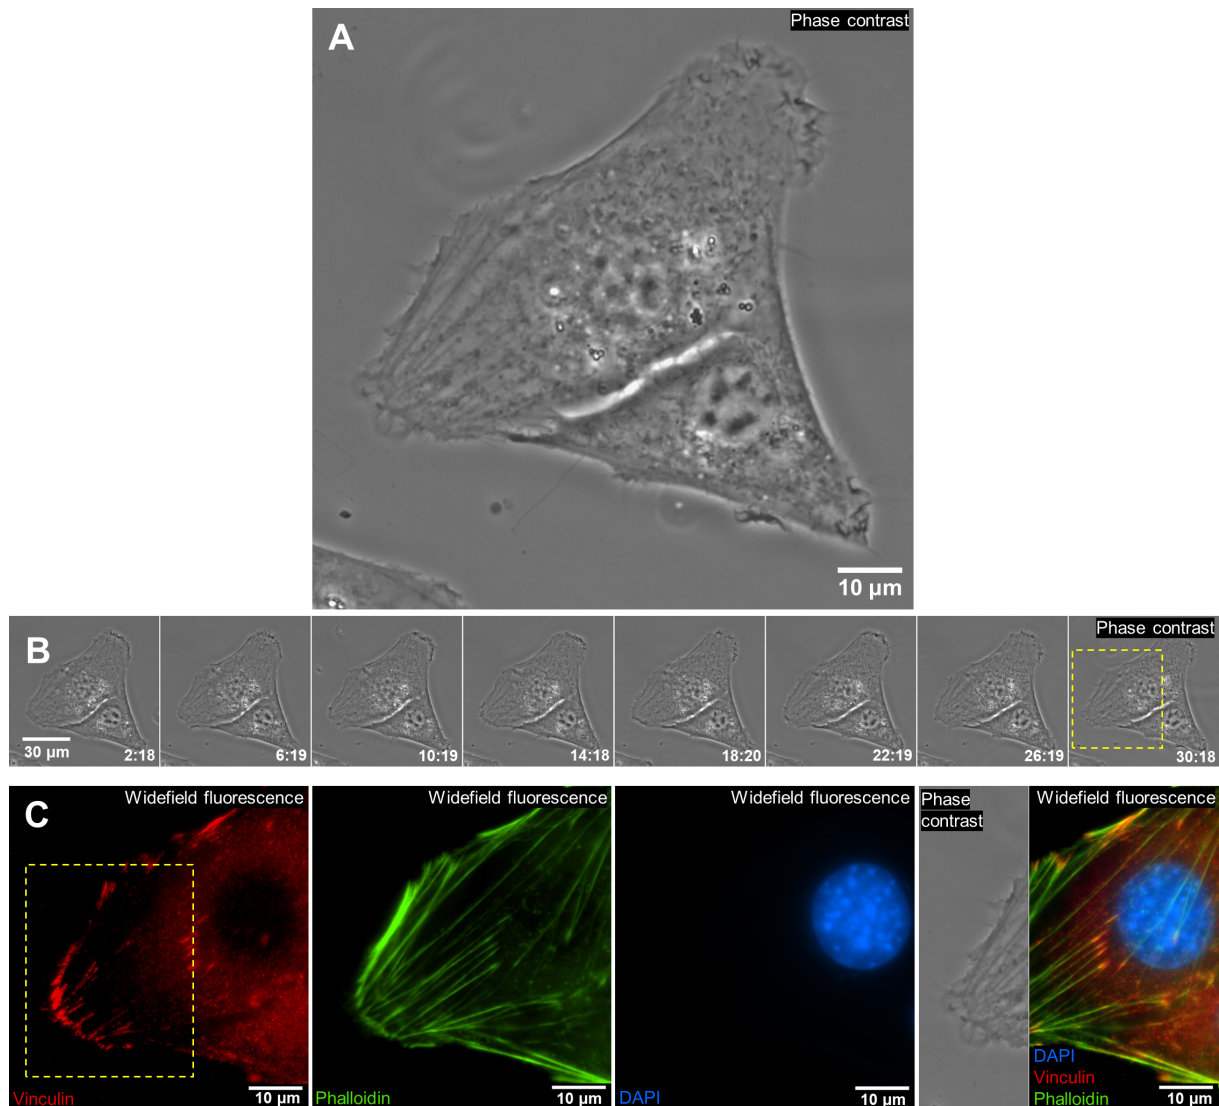 A
Phase contrast
10 µm
B
Phase contrast
30 µm
2:18
6:19
10:19
14:18
18:20
22:19
26:19
30:18
C
Widefield fluorescence
Widefield fluorescence
Widefield fluorescence
Phase
contrast
Widefield fluorescence
Vinculin
10 µm
Phalloidin
10 µm
DAPI
10 µm
DAPI
Vinculin
Phalloidin
10 µm